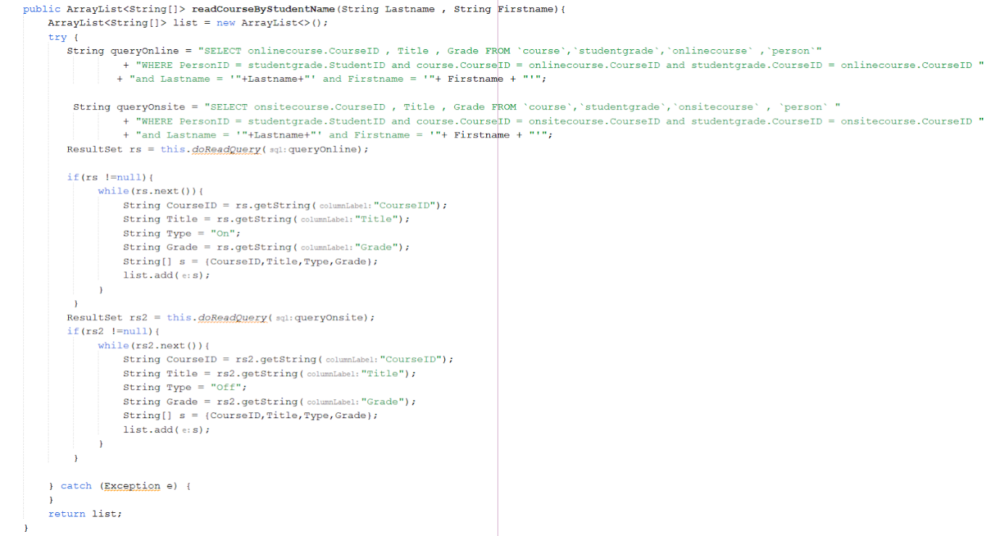 public ArrayList<String[]> readCourseByStudentName(String Lastname , String Firstname){
ArrayList<String[]> list = new ArrayList<>();
try {
String queryOnline = "SELECT onlinecourse.CourseID , Title , Grade FROM `course`,`studentgrade`,`onlinecourse` ,`person`"
+ "WHERE PersonID = studentgrade.StudentID and course.CourseID = onlinecourse.CourseID and studentgrade.CourseID = onlinecourse.CourseID "
+ "and Lastname = '"+Lastname+"' and Firstname = '"+ Firstname + "'";
String queryOnsite = "SELECT onsitecourse.CourseID , Title , Grade FROM `course`,`studentgrade`,`onsitecourse` , `person` "
+ "WHERE PersonID = studentgrade.StudentID and course.CourseID = onsitecourse.CourseID and studentgrade.CourseID = onsitecourse.CourseID "
+ "and Lastname = '"+Lastname+"' and Firstname = '"+ Firstname + "'";
ResultSet rs = this.doReadQuery( sql: queryOnline);
if(rs !=null){
while(rs.next()){
String CourseID = rs.getString( columnLabel: "CourseID");
String Title = rs.getString( columnLabel: "Title");
String Type = "On";
String Grade = rs.getString( columnLabel: "Grade");
String[] s = {CourseID,Title,Type,Grade};
list.add( e: s);
}
}
ResultSet rs2 = this.doReadQuery( sql: queryOnsite);
if(rs2 !=null){
while(rs2.next()){
String CourseID = rs2.getString( columnLabel: "CourseID");
String Title = rs2.getString( columnLabel: "Title");
String Type = "Off";
String Grade = rs2.getString( columnLabel: "Grade");
String[] s = {CourseID,Title,Type,Grade};
list.add( e: s);
}
}
} catch (Exception e) {
}
return list;
}